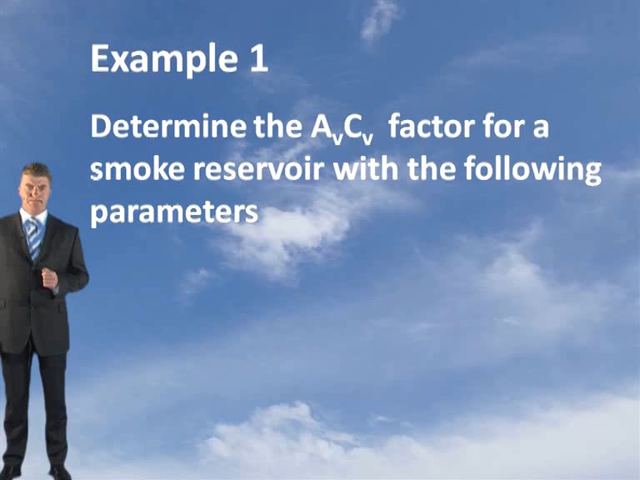 Example 1
Determine the AvCv factor for a
smoke reservoir with the following
parameters